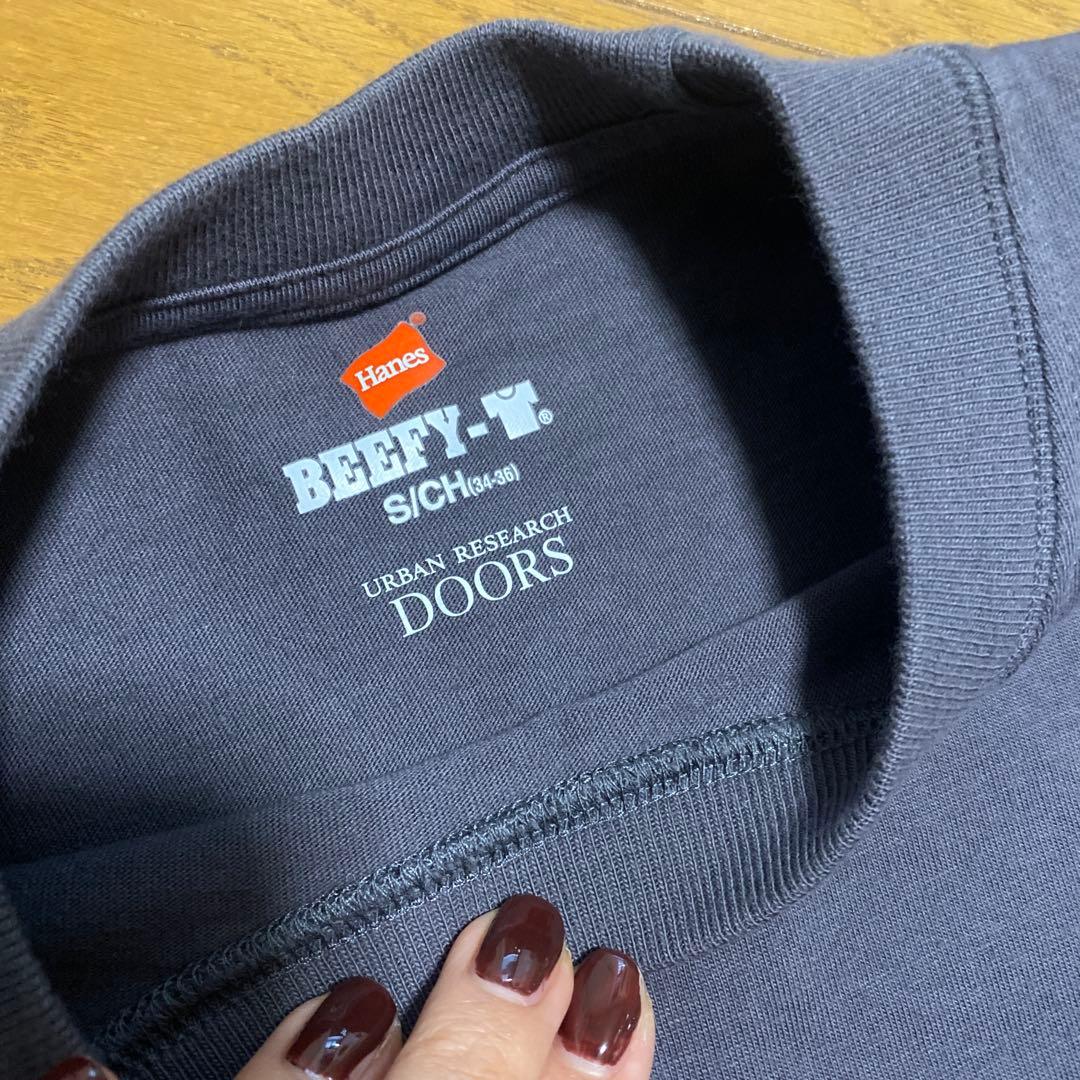 Hanes®
BEEFY-T®
S/CH(34-36)
URBAN RESEARCH
DOORS